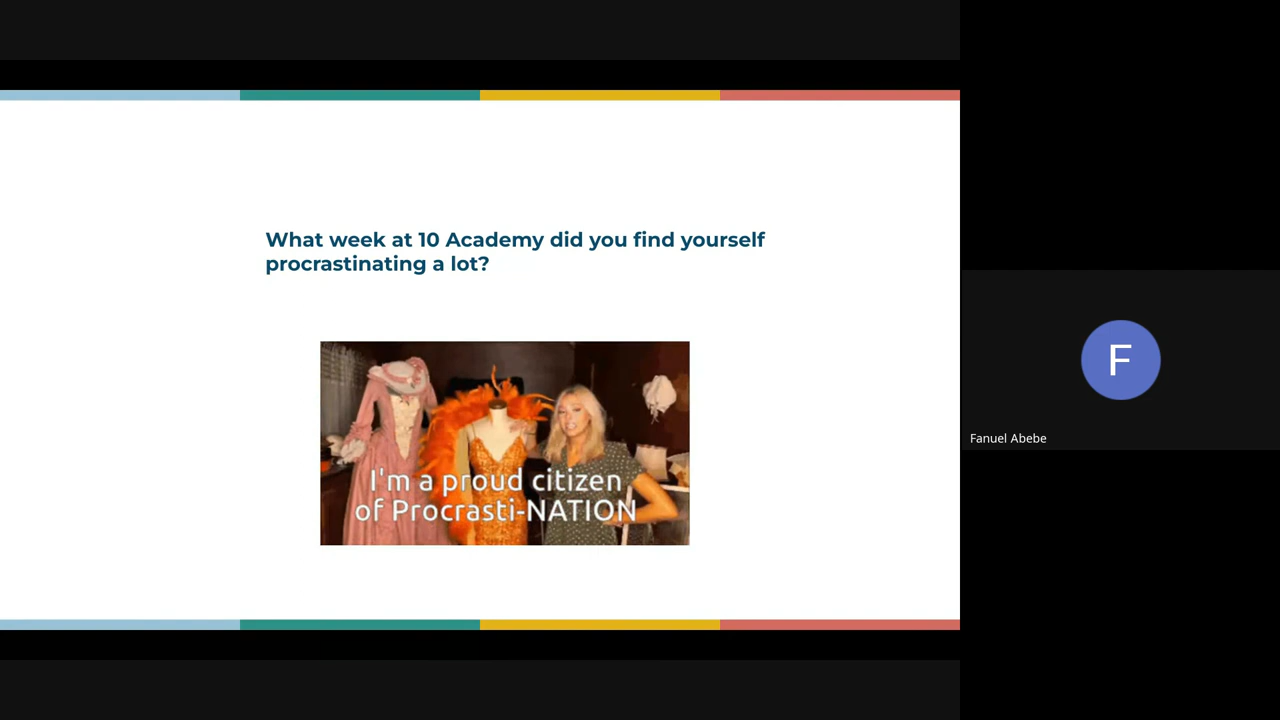 What week at 10 Academy did you find yourself
procrastinating a lot?
I'm a proud citizen
of Procrasti-NATION
F
Fanuel Abebe